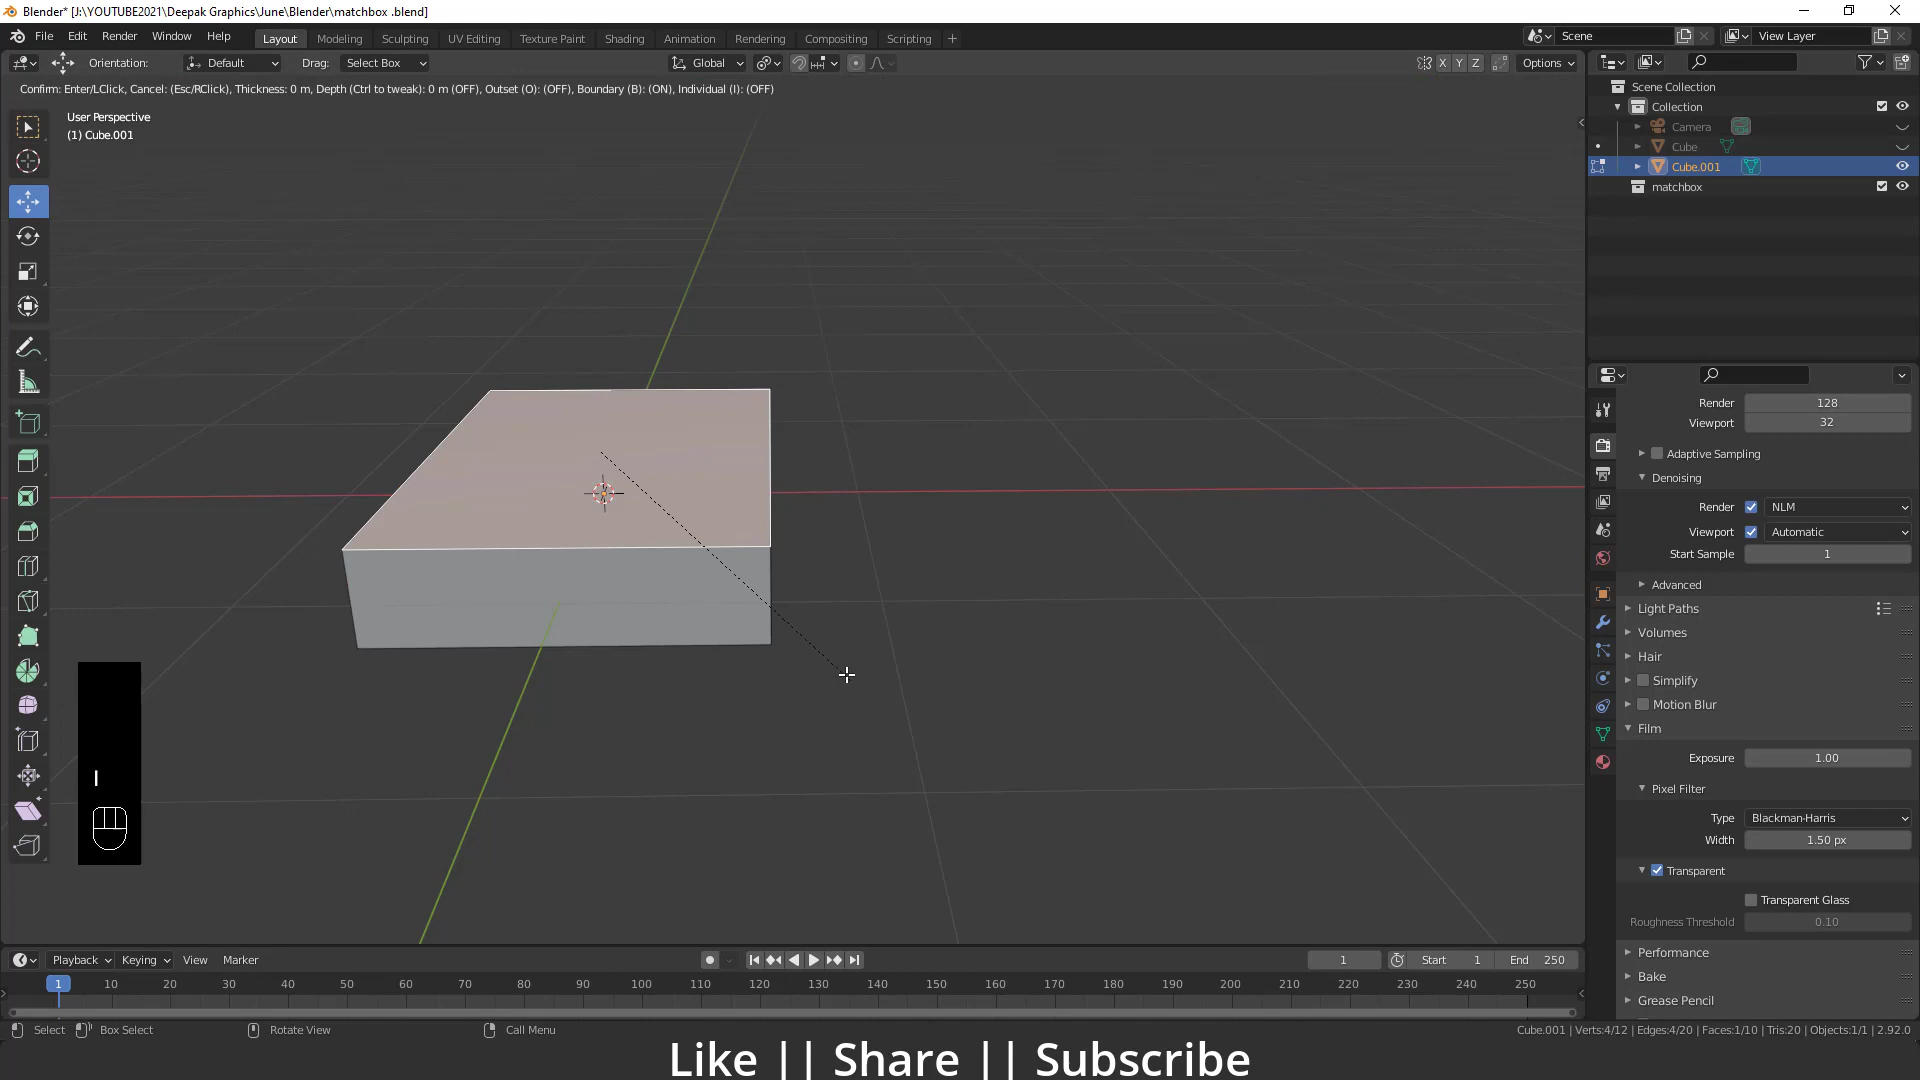 Blender* [J:\YOUTUBE2021\Deepak Graphics\June\Blender\matchbox .blend]
File Edit Render Window Help Layout Modeling Sculpting UV Editing Texture Paint Shading Animation Rendering Compositing Scripting + Scene View Layer
Orientation: Default Drag: Select Box Global X Y Z Options
Confirm: Enter/LClick, Cancel: (Esc/RClick), Thickness: 0 m, Depth (Ctrl to tweak): 0 m (OFF), Outset (O): (OFF), Boundary (B): (ON), Individual (I): (OFF)
User Perspective
(1) Cube.001
Scene Collection
Collection
Camera
Cube
Cube.001
matchbox
Render 128
Viewport 32
Adaptive Sampling
Denoising
Render NLM
Viewport Automatic
Start Sample 1
Advanced
Light Paths
Volumes
Hair
Simplify
Motion Blur
Film
Exposure 1.00
Pixel Filter
Type Blackman-Harris
Width 1.50 px
Transparent
Transparent Glass
Roughness Threshold 0.10
Performance
Bake
Grease Pencil
I
Playback Keying View Marker 1 Start 1 End 250
1 10 20 30 40 50 60 70 80 90 100 110 120 130 140 150 160 170 180 190 200 210 220 230 240 250
Select Box Select Rotate View Call Menu Cube.001 | Verts:4/12 | Edges:4/20 | Faces:1/10 | Tris:20 | Objects:1/1 | 2.92.0
Like || Share || Subscribe